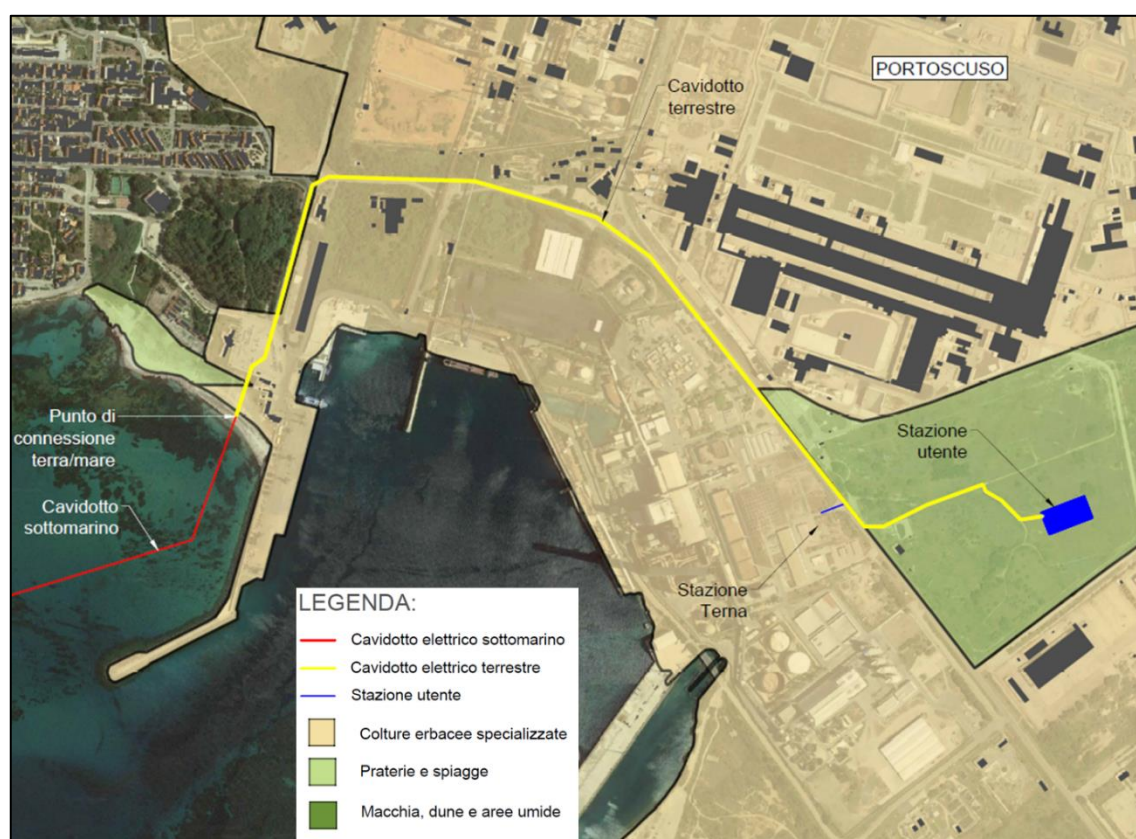 PORTOSCUSO
Cavidotto
terrestre
Punto di
connessione
terra/mare
Stazione
utente
Cavidotto
sottomarino
Stazione
Terna
LEGENDA:
Cavidotto elettrico sottomarino
Cavidotto elettrico terrestre
Stazione utente
Colture erbacee specializzate
Praterie e spiagge
Macchia, dune e aree umide